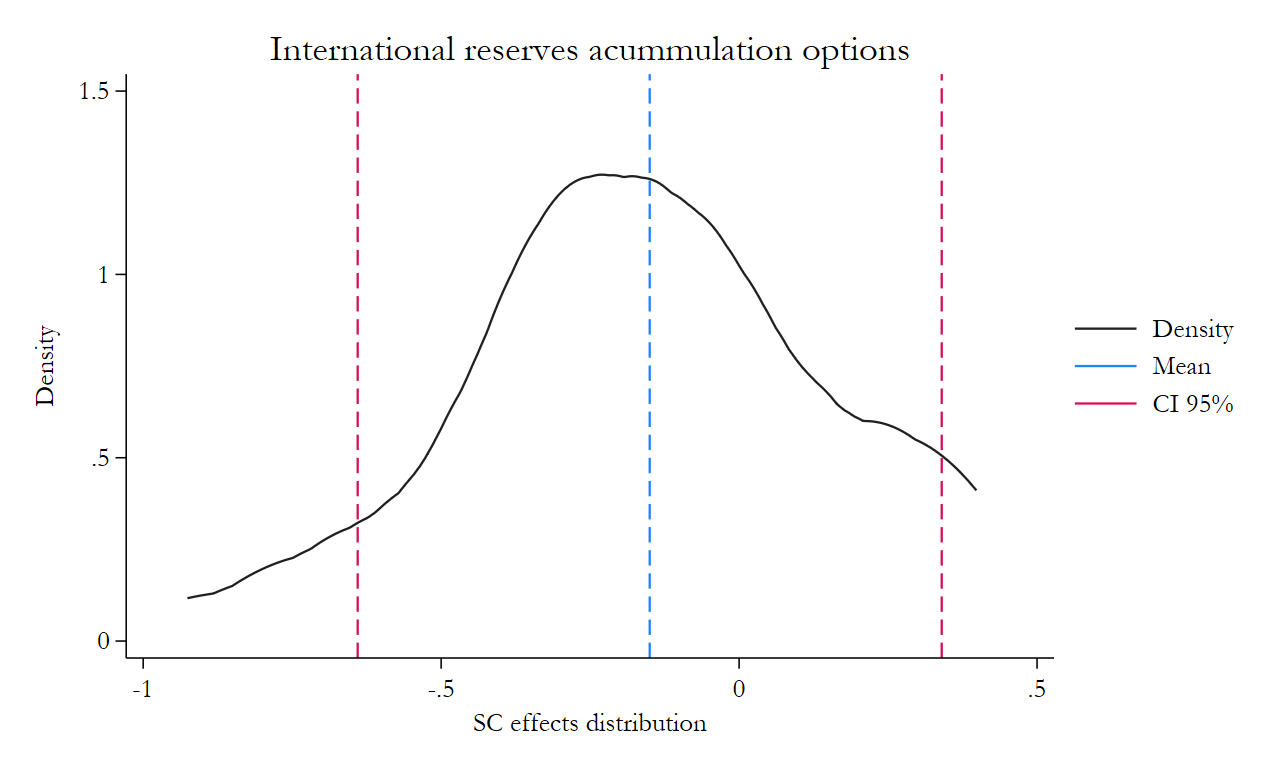 International reserves acummulation options
1.5
1
.5
0
Density
-1
-.5
0
.5
SC effects distribution
Density
Mean
CI 95%